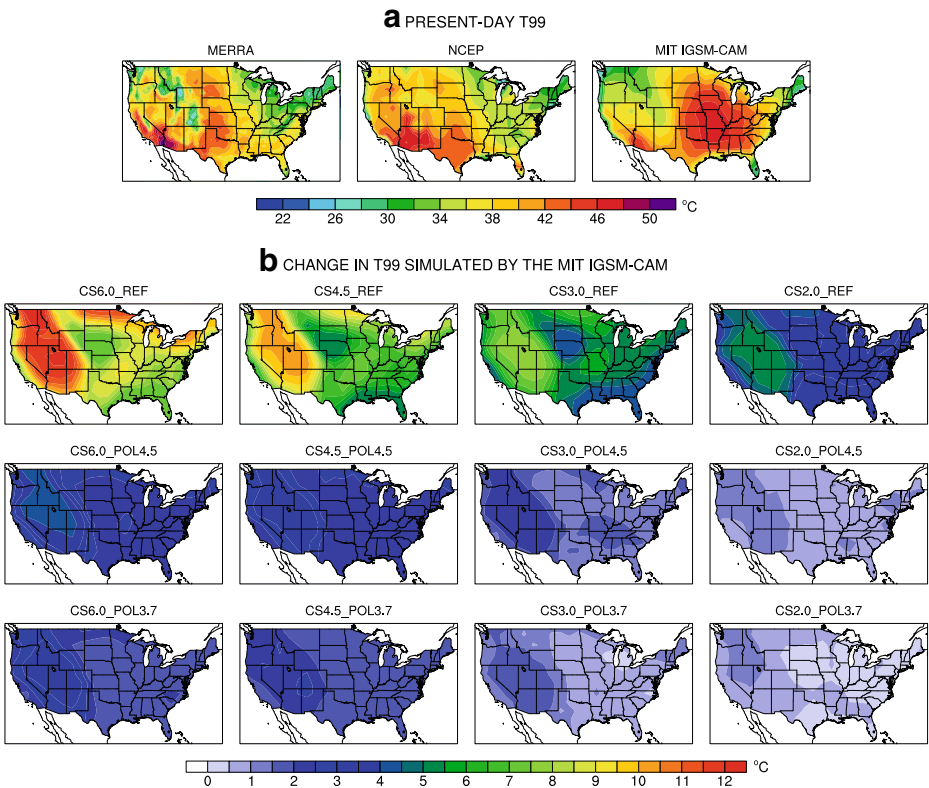 a PRESENT-DAY T99
MERRA
NCEP
MIT IGSM-CAM
22 26 30 34 38 42 46 50 °C
b CHANGE IN T99 SIMULATED BY THE MIT IGSM-CAM
CS6.0_REF
CS4.5_REF
CS3.0_REF
CS2.0_REF
CS6.0_POL4.5
CS4.5_POL4.5
CS3.0_POL4.5
CS2.0_POL4.5
CS6.0_POL3.7
CS4.5_POL3.7
CS3.0_POL3.7
CS2.0_POL3.7
0 1 2 3 4 5 6 7 8 9 10 11 12 °C